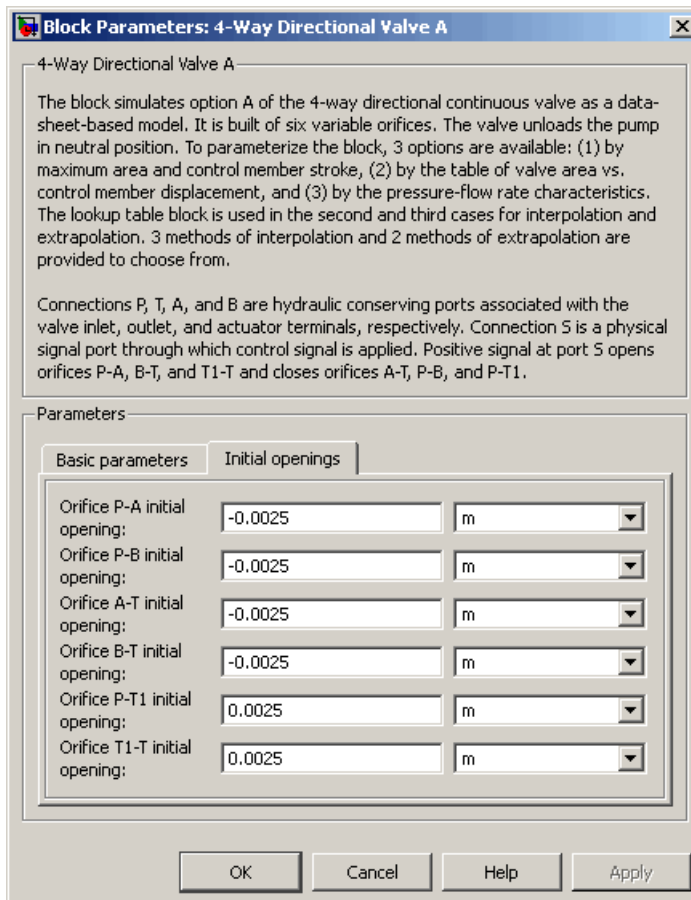 Block Parameters: 4-Way Directional Valve A
4-Way Directional Valve A
The block simulates option A of the 4-way directional continuous valve as a data-
sheet-based model. It is built of six variable orifices. The valve unloads the pump
in neutral position. To parameterize the block, 3 options are available: (1) by
maximum area and control member stroke, (2) by the table of valve area vs.
control member displacement, and (3) by the pressure-flow rate characteristics.
The lookup table block is used in the second and third cases for interpolation and
extrapolation. 3 methods of interpolation and 2 methods of extrapolation are
provided to choose from.
Connections P, T, A, and B are hydraulic conserving ports associated with the
valve inlet, outlet, and actuator terminals, respectively. Connection S is a physical
signal port through which control signal is applied. Positive signal at port S opens
orifices P-A, B-T, and T1-T and closes orifices A-T, P-B, and P-T1.
Parameters
Basic parameters Initial openings
Orifice P-A initial
opening: -0.0025 m
Orifice P-B initial
opening: -0.0025 m
Orifice A-T initial
opening: -0.0025 m
Orifice B-T initial
opening: -0.0025 m
Orifice P-T1 initial
opening: 0.0025 m
Orifice T1-T initial
opening: 0.0025 m
OK Cancel Help Apply